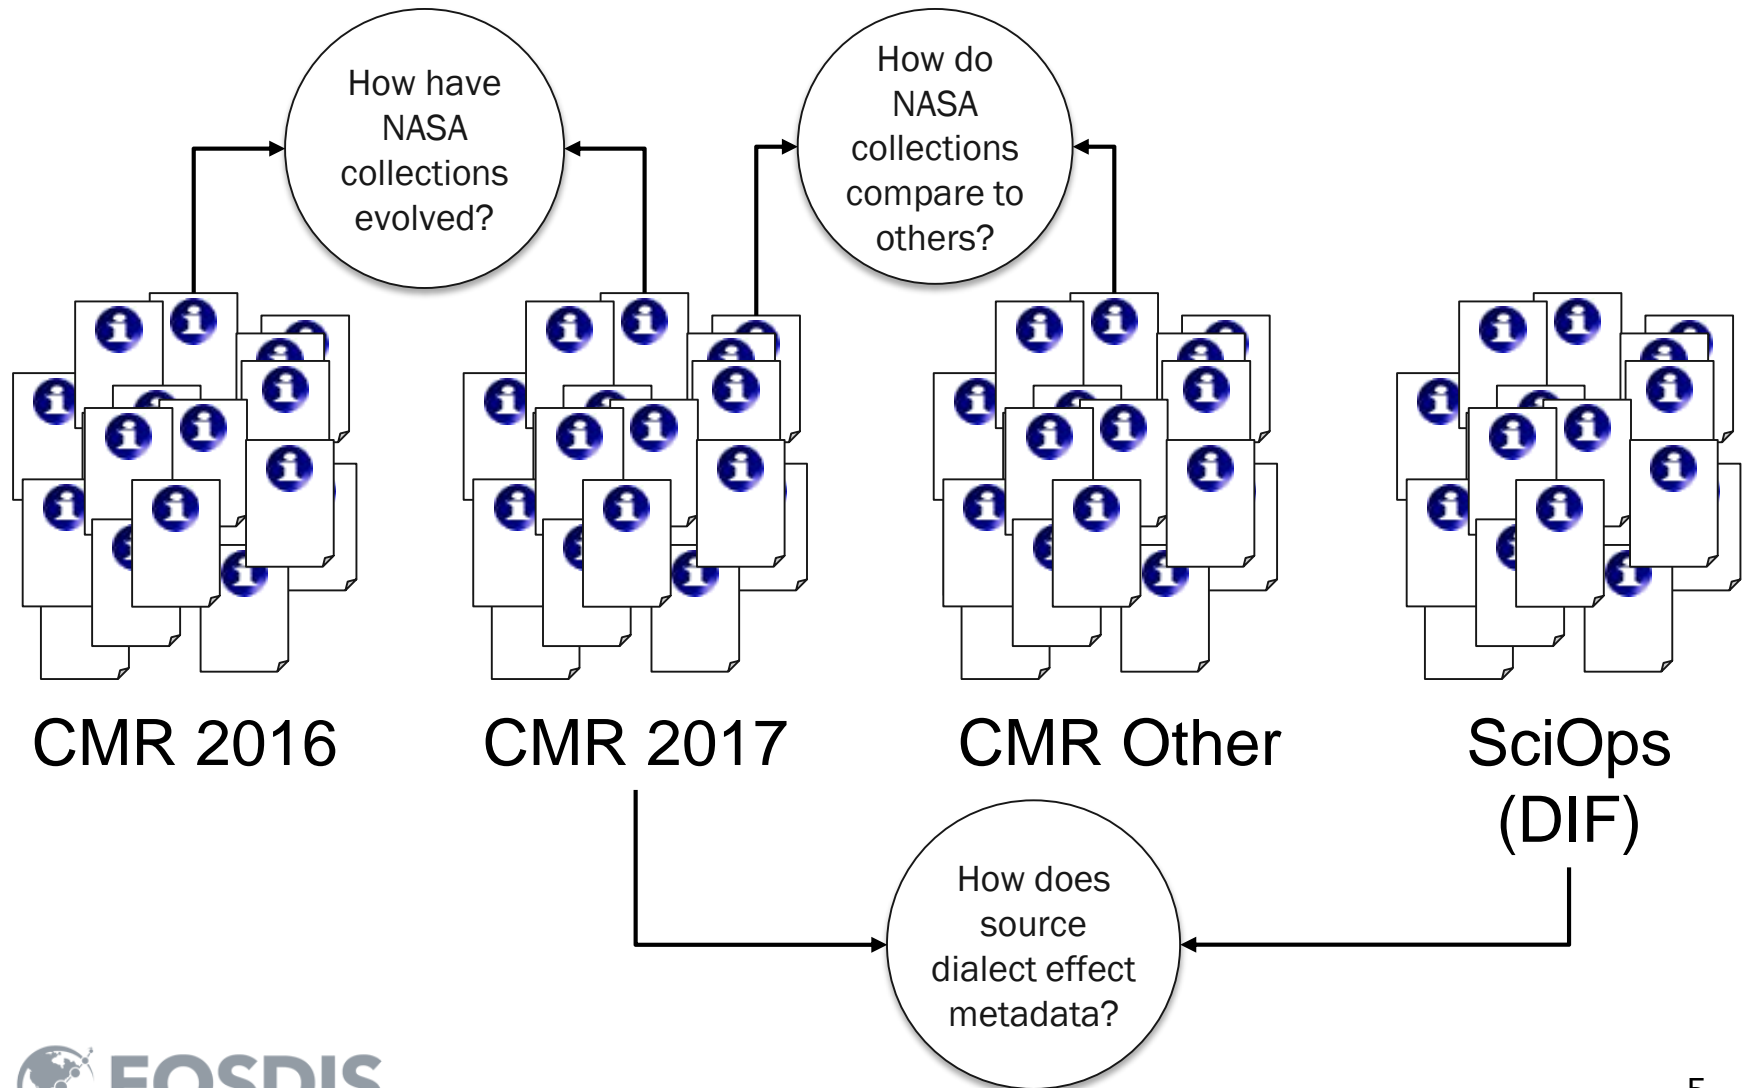 How have
NASA
collections
evolved?
How do
NASA
collections
compare to
others?
CMR 2016
CMR 2017
CMR Other
SciOps
(DIF)
How does
source
dialect effect
metadata?
EOSDIS
5